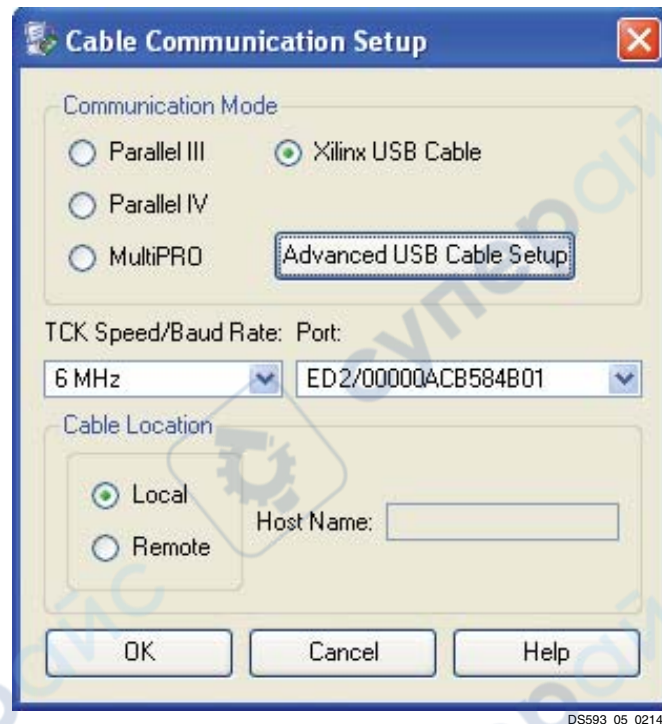 Cable Communication Setup
Communication Mode
Parallel III
Xilinx USB Cable
Parallel IV
MultiPRO
Advanced USB Cable Setup
TCK Speed/Baud Rate: Port:
6 MHz
ED2/00000ACB584B01
Cable Location
Local
Host Name:
Remote
OK
Cancel
Help
DS593_05_0214
суперайс